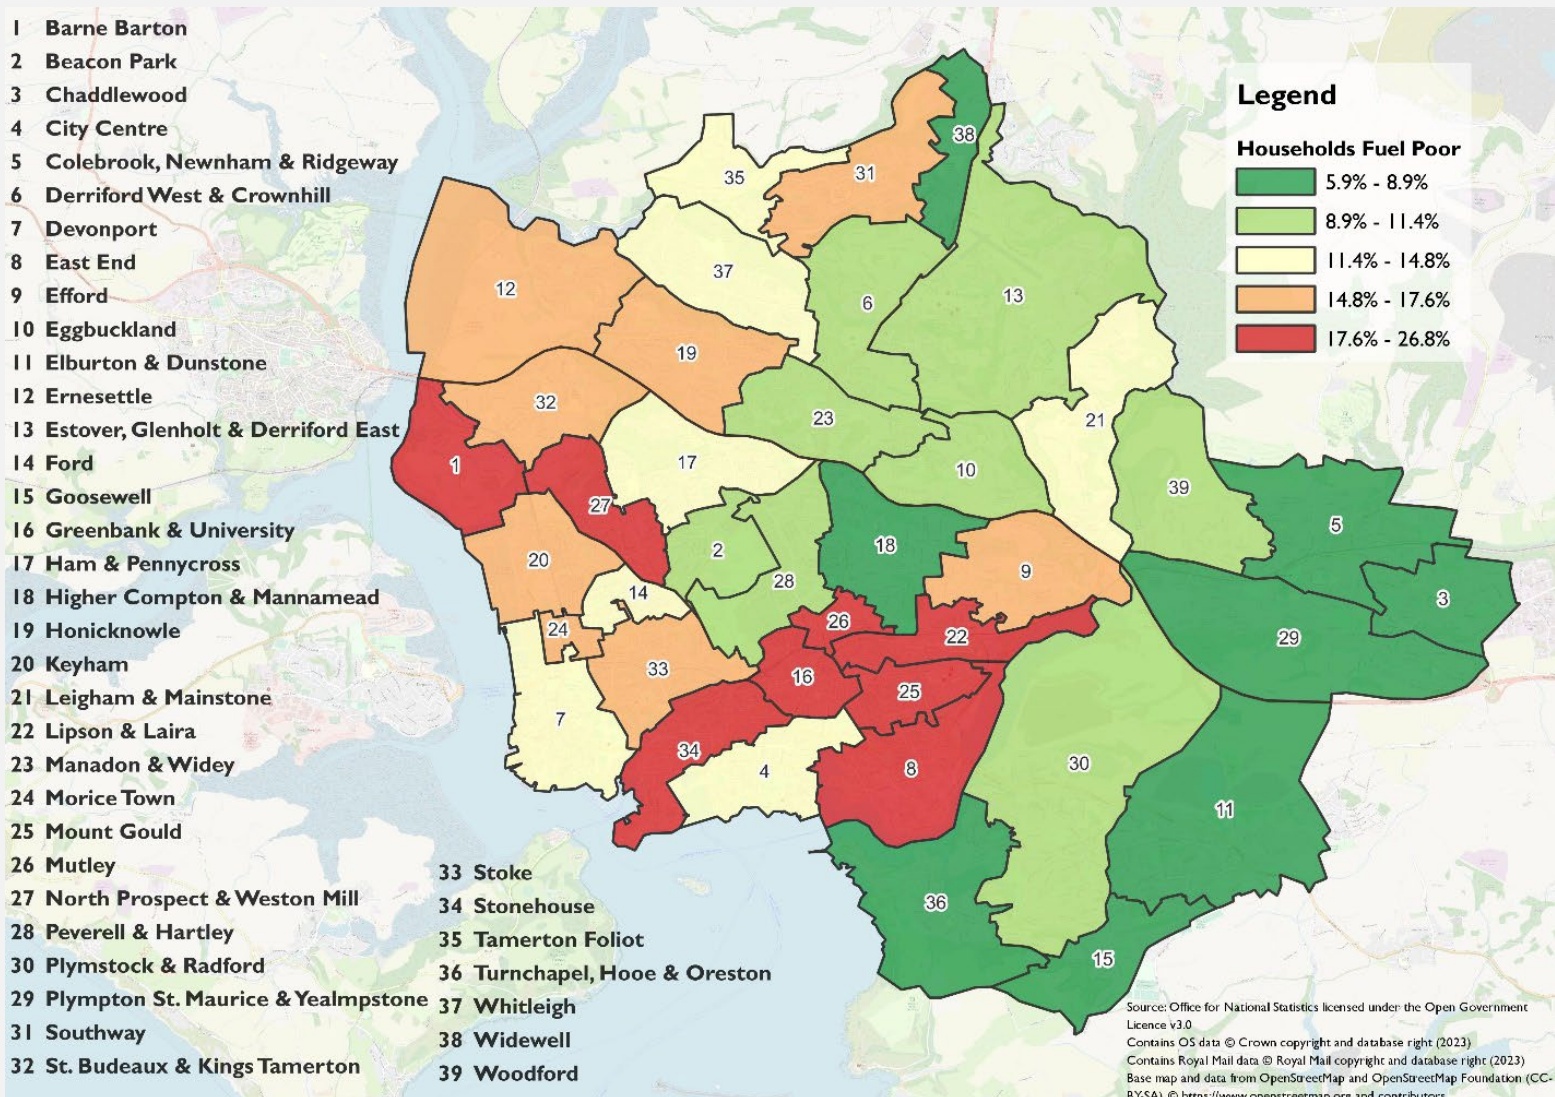 1 Barne Barton
2 Beacon Park
3 Chaddlewood
4 City Centre
5 Colebrook, Newnham & Ridgeway
6 Derriford West & Crownhill
7 Devonport
8 East End
9 Efford
10 Eggbuckland
11 Elburton & Dunstone
12 Ernesettle
13 Estover, Glenholt & Derriford East
14 Ford
15 Goosewell
16 Greenbank & University
17 Ham & Pennycross
18 Higher Compton & Mannamead
19 Honicknowle
20 Keyham
21 Leigham & Mainstone
22 Lipson & Laira
23 Manadon & Widey
24 Morice Town
25 Mount Gould
26 Mutley
27 North Prospect & Weston Mill
28 Peverell & Hartley
30 Plymstock & Radford
29 Plympton St. Maurice & Yealmpstone
31 Southway
32 St. Budeaux & Kings Tamerton
33 Stoke
34 Stonehouse
35 Tamerton Foliot
36 Turnchapel, Hooe & Oreston
37 Whitleigh
38 Widewell
39 Woodford
38
35
31
12
37
6
13
19
32
23
21
1
17
10
27
39
5
20
2
18
28
14
9
3
24
26
22
29
33
16
25
7
34
4
8
30
11
36
15
Legend
Households Fuel Poor
5.9% - 8.9%
8.9% - 11.4%
11.4% - 14.8%
14.8% - 17.6%
17.6% - 26.8%
Source: Office for National Statistics licensed under the Open Government
Licence v3.0
Contains OS data © Crown copyright and database right (2023)
Contains Royal Mail data © Royal Mail copyright and database right (2023)
Base map and data from OpenStreetMap and OpenStreetMap Foundation (CC-
BY-SA). © https://www.openstreetmap.org and contributors